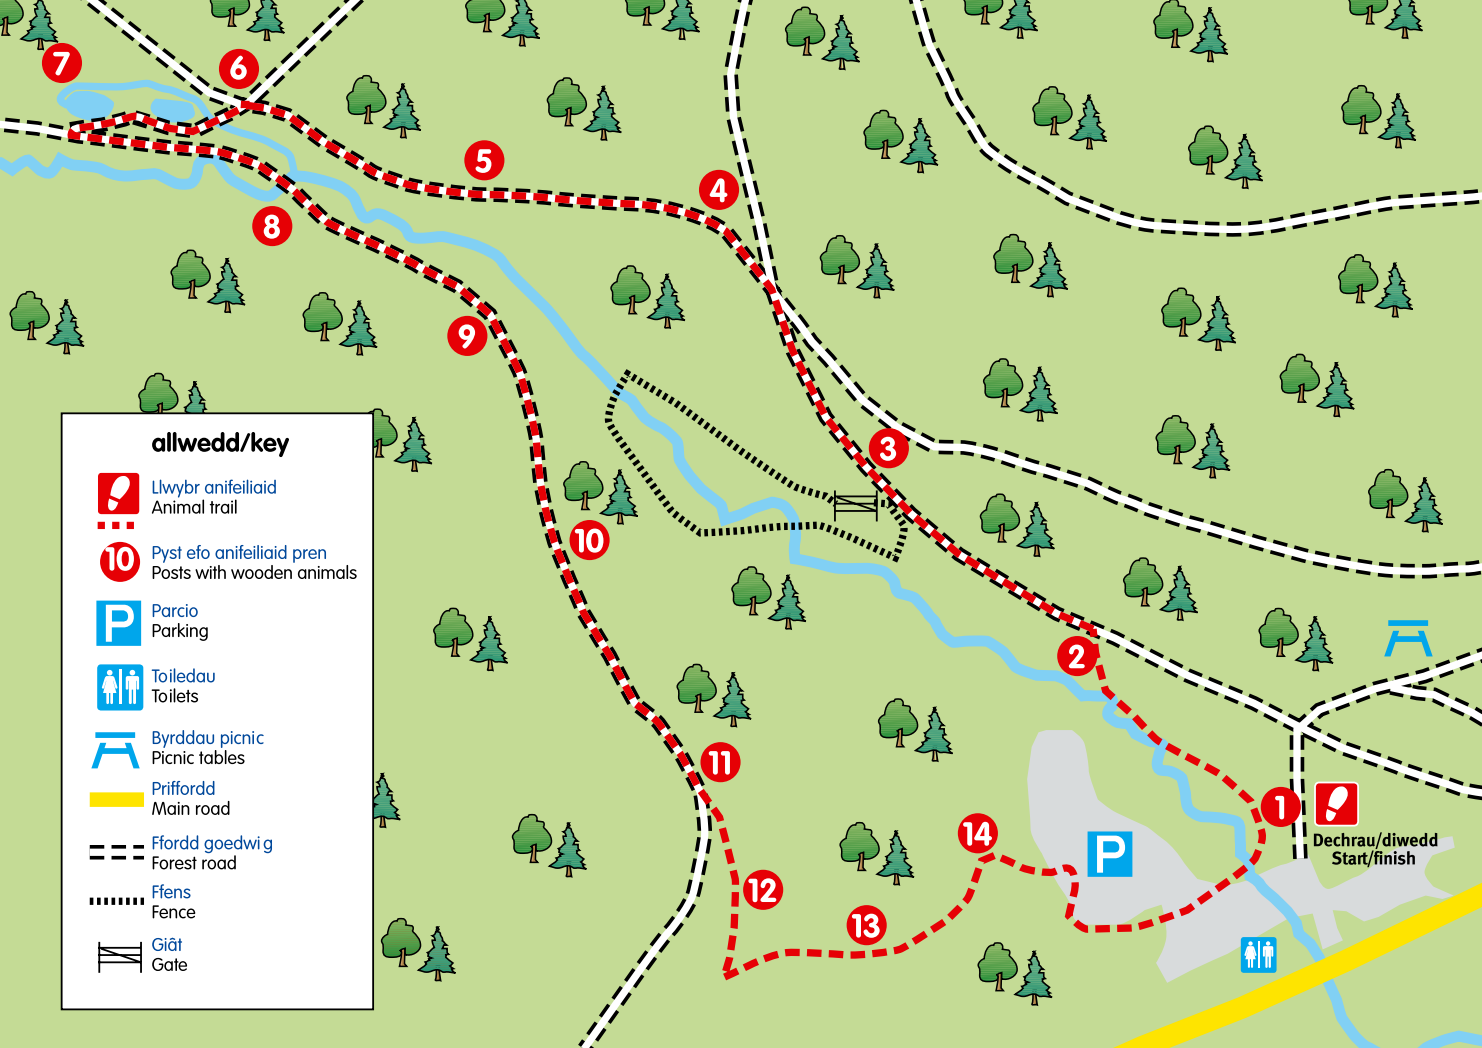 7
6
5
4
8
9
3
10
2
11
1
Dechrau/diwedd
Start/finish
14
P
12
13
allwedd/key
Llwybr anifeiliaid
Animal trail
10
Pyst efo anifeiliaid pren
Posts with wooden animals
P
Parcio
Parking
Toiledau
Toilets
Byrddau picnic
Picnic tables
Priffordd
Main road
Ffordd goedwig
Forest road
Ffens
Fence
Giât
Gate